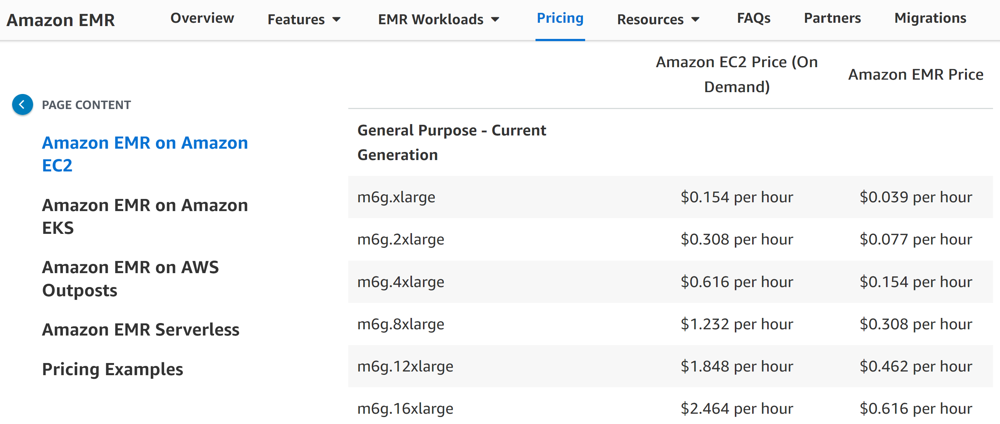 Amazon EMR
Overview
Features
EMR Workloads
Pricing
Resources
FAQs
Partners
Migrations
PAGE CONTENT
Amazon EMR on Amazon
EC2
Amazon EMR on Amazon
EKS
Amazon EMR on AWS
Outposts
Amazon EMR Serverless
Pricing Examples
Amazon EC2 Price (On
Demand)
Amazon EMR Price
General Purpose - Current
Generation
m6g.xlarge $0.154 per hour $0.039 per hour
m6g.2xlarge $0.308 per hour $0.077 per hour
m6g.4xlarge $0.616 per hour $0.154 per hour
m6g.8xlarge $1.232 per hour $0.308 per hour
m6g.12xlarge $1.848 per hour $0.462 per hour
m6g.16xlarge $2.464 per hour $0.616 per hour